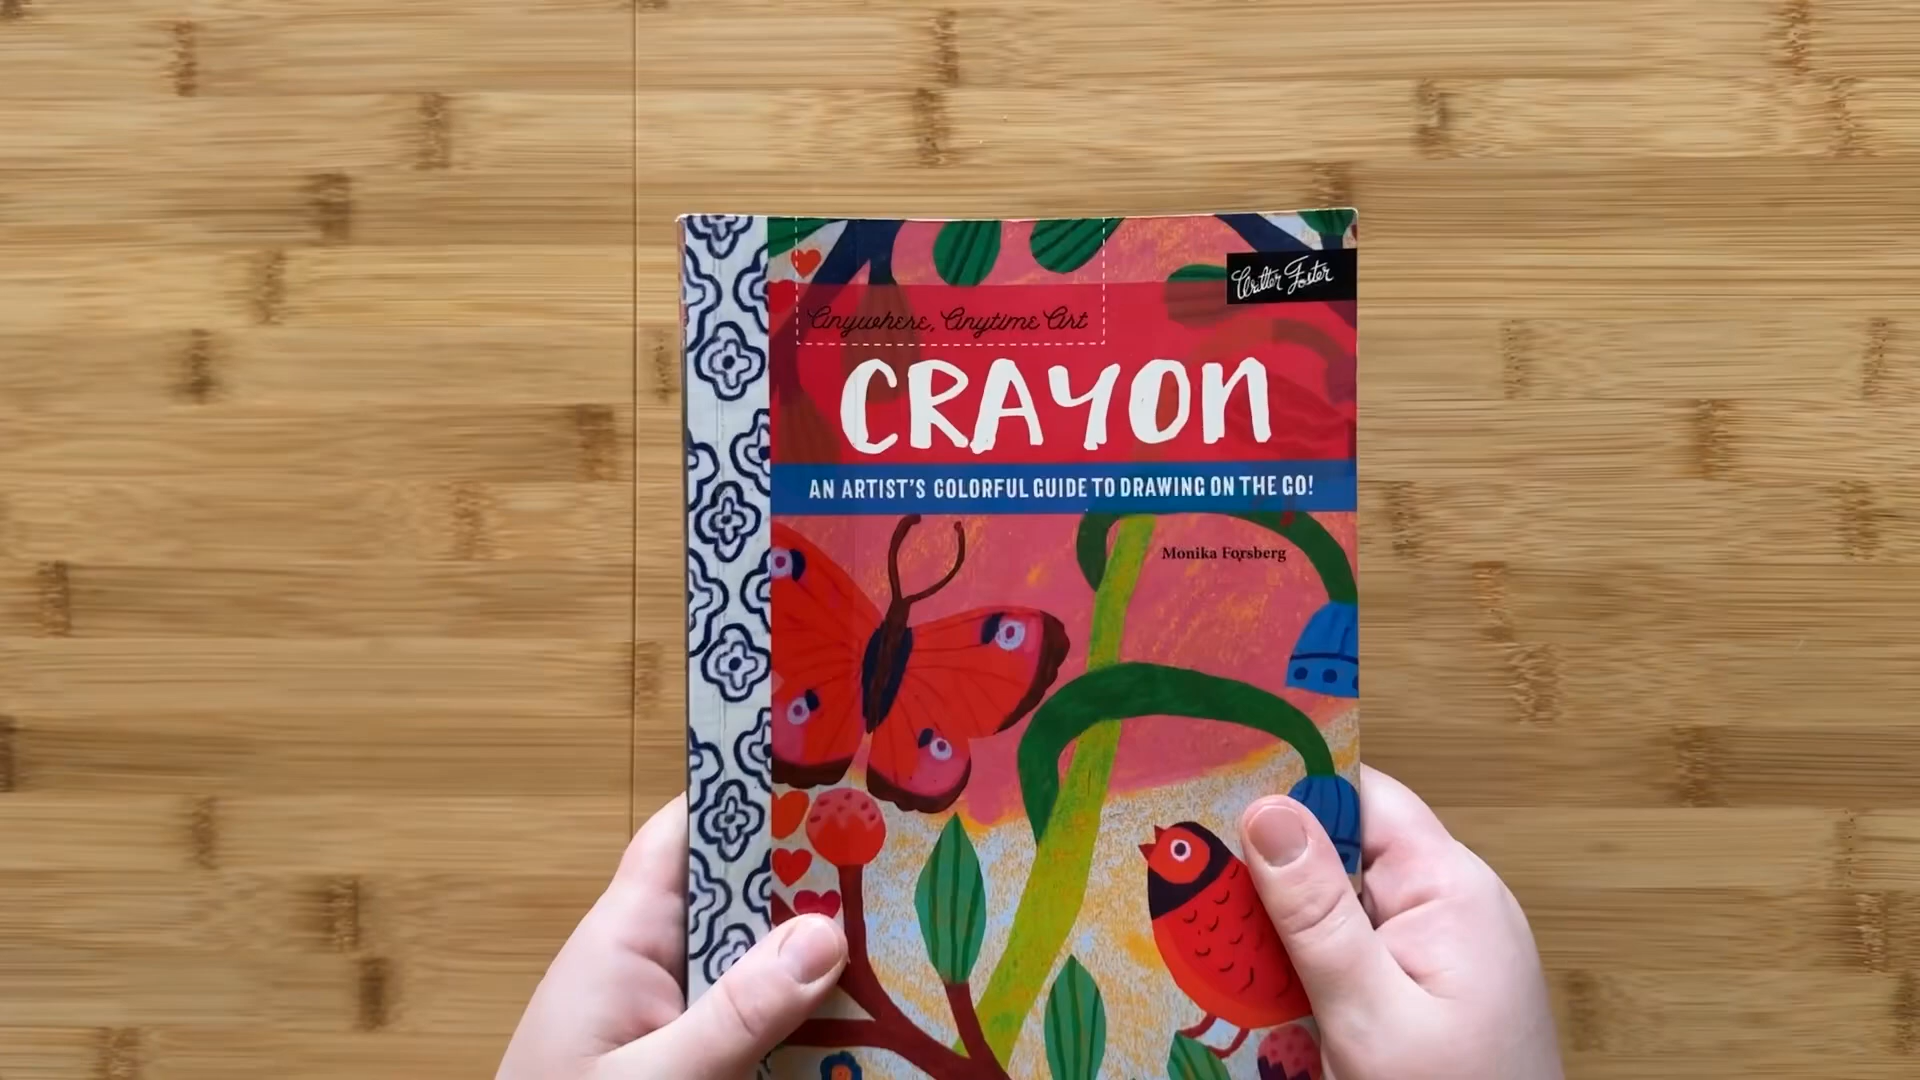 Walter Foster
Anywhere, Anytime Art
CRAYON
AN ARTIST'S COLORFUL GUIDE TO DRAWING ON THE GO!
Monika Forsberg